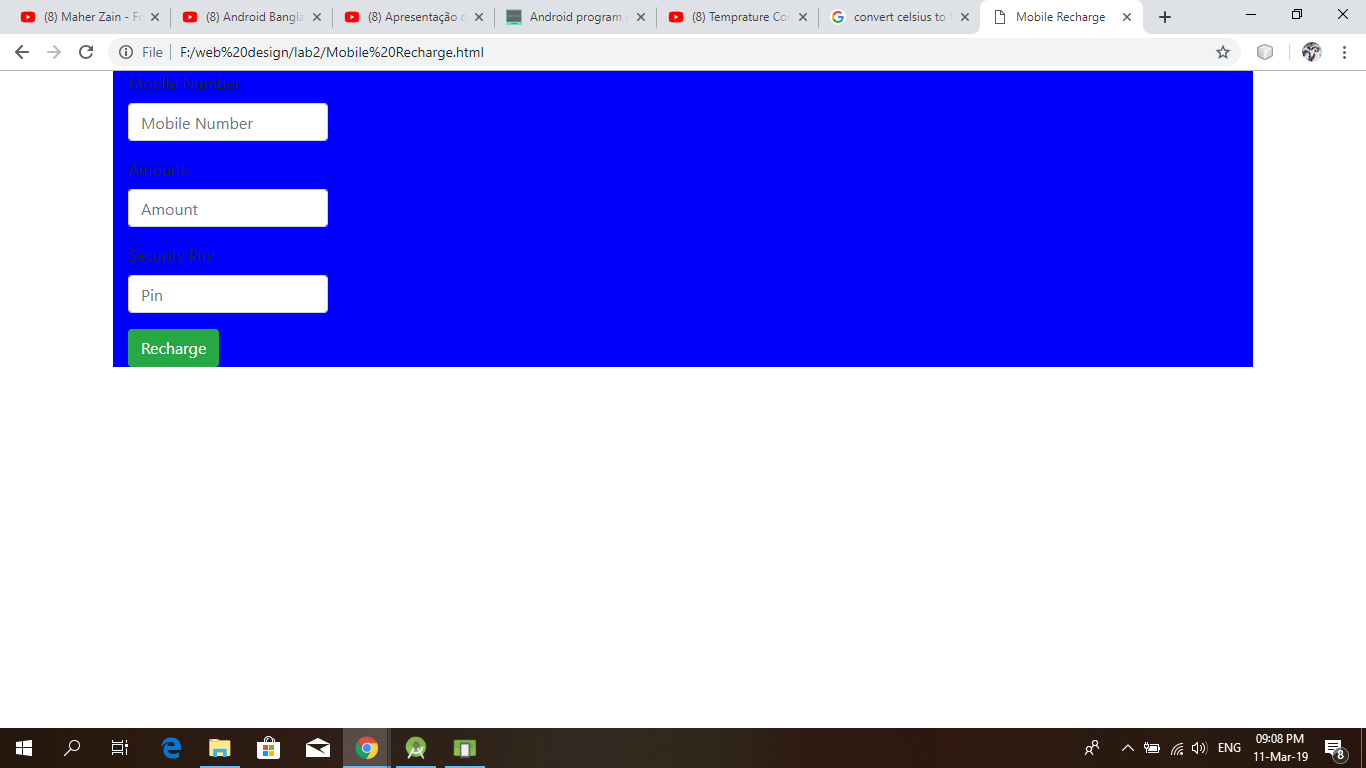 (8) Maher Zain - Fo
(8) Android Bangla
(8) Apresentação d
Android program
(8) Temprature Co
convert celsius to
Mobile Recharge
File
F:/web%20design/lab2/Mobile%20Recharge.html
Mobile Number:
Mobile Number
Amount:
Amount
Security Pin:
Pin
Recharge
ENG
09:08 PM
11-Mar-19
8